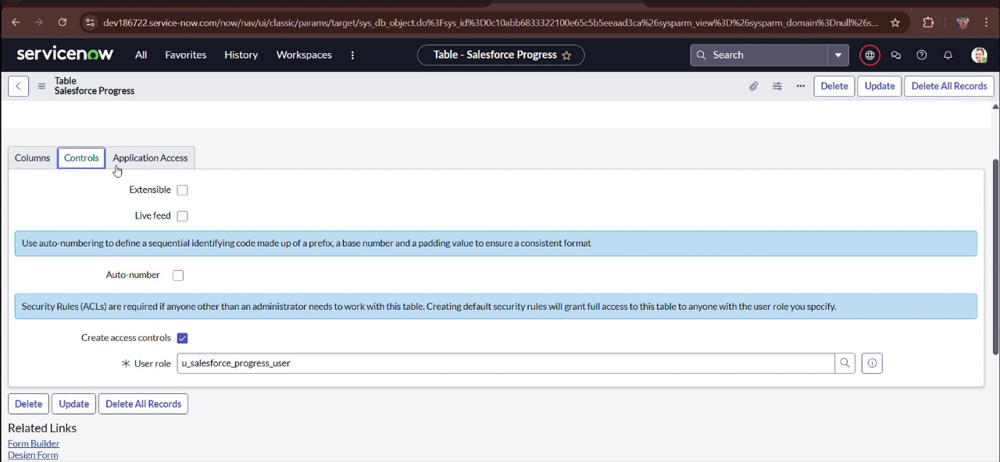 dev186722.service-now.com/now/nav/ui/classic/params/target/sys_db_object.do%3Fsys_id%3D0c10abb6833322100e65c5b5eeaad3ca%26sysparm_view%3D%26sysparm_domain%3Dnull%26s...
servicenow All Favorites History Workspaces Table - Salesforce Progress Search
Table
Salesforce Progress Delete Update Delete All Records
Columns Controls Application Access
Extensible
Live feed
Use auto-numbering to define a sequential identifying code made up of a prefix, a base number and a padding value to ensure a consistent format
Auto-number
Security Rules (ACLs) are required if anyone other than an administrator needs to work with this table. Creating default security rules will grant full access to this table to anyone with the user role you specify.
Create access controls
User role u_salesforce_progress_user
Delete Update Delete All Records
Related Links
Form Builder
Design Form